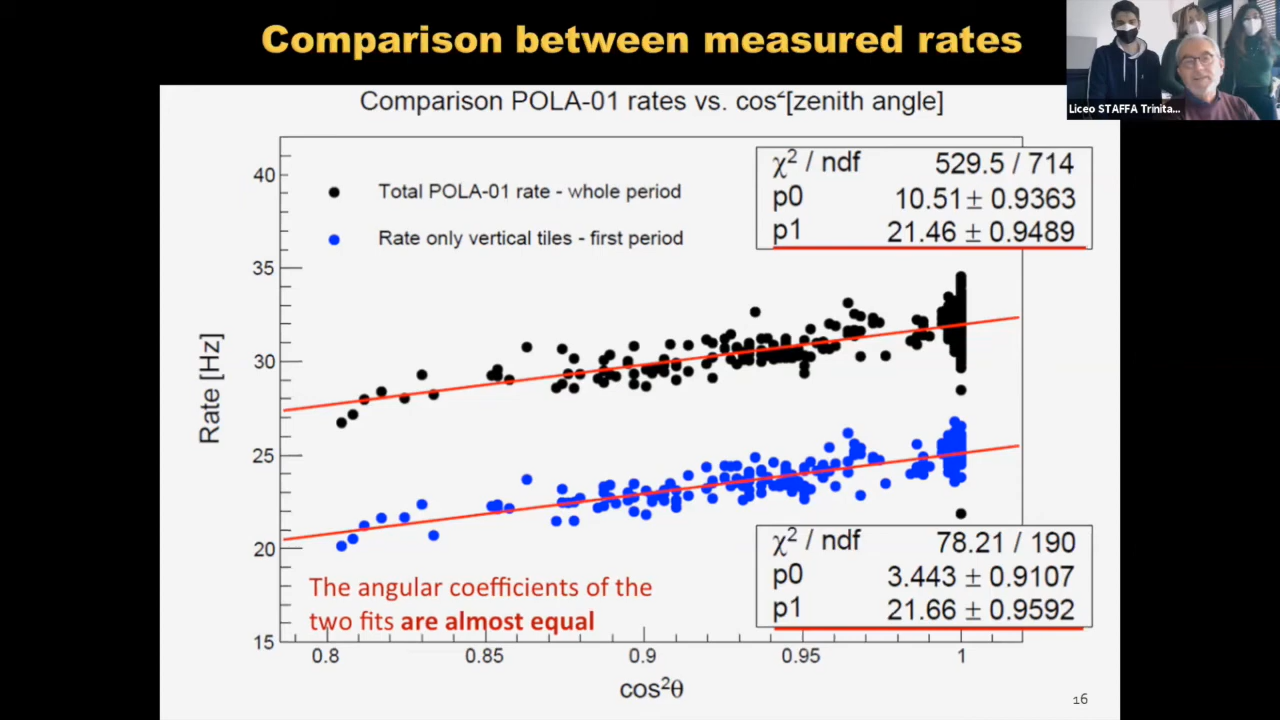 Comparison between measured rates
Liceo STAFFA Trinita...
Comparison POLA-01 rates vs. cos²[zenith angle]
Total POLA-01 rate - whole period
Rate only vertical tiles - first period
χ² / ndf 529.5 / 714
p0 10.51 ± 0.9363
p1 21.46 ± 0.9489
40
35
30
25
20
15
Rate [Hz]
χ² / ndf 78.21 / 190
p0 3.443 ± 0.9107
p1 21.66 ± 0.9592
The angular coefficients of the
two fits are almost equal
0.8 0.85 0.9 0.95 1
cos²θ
16